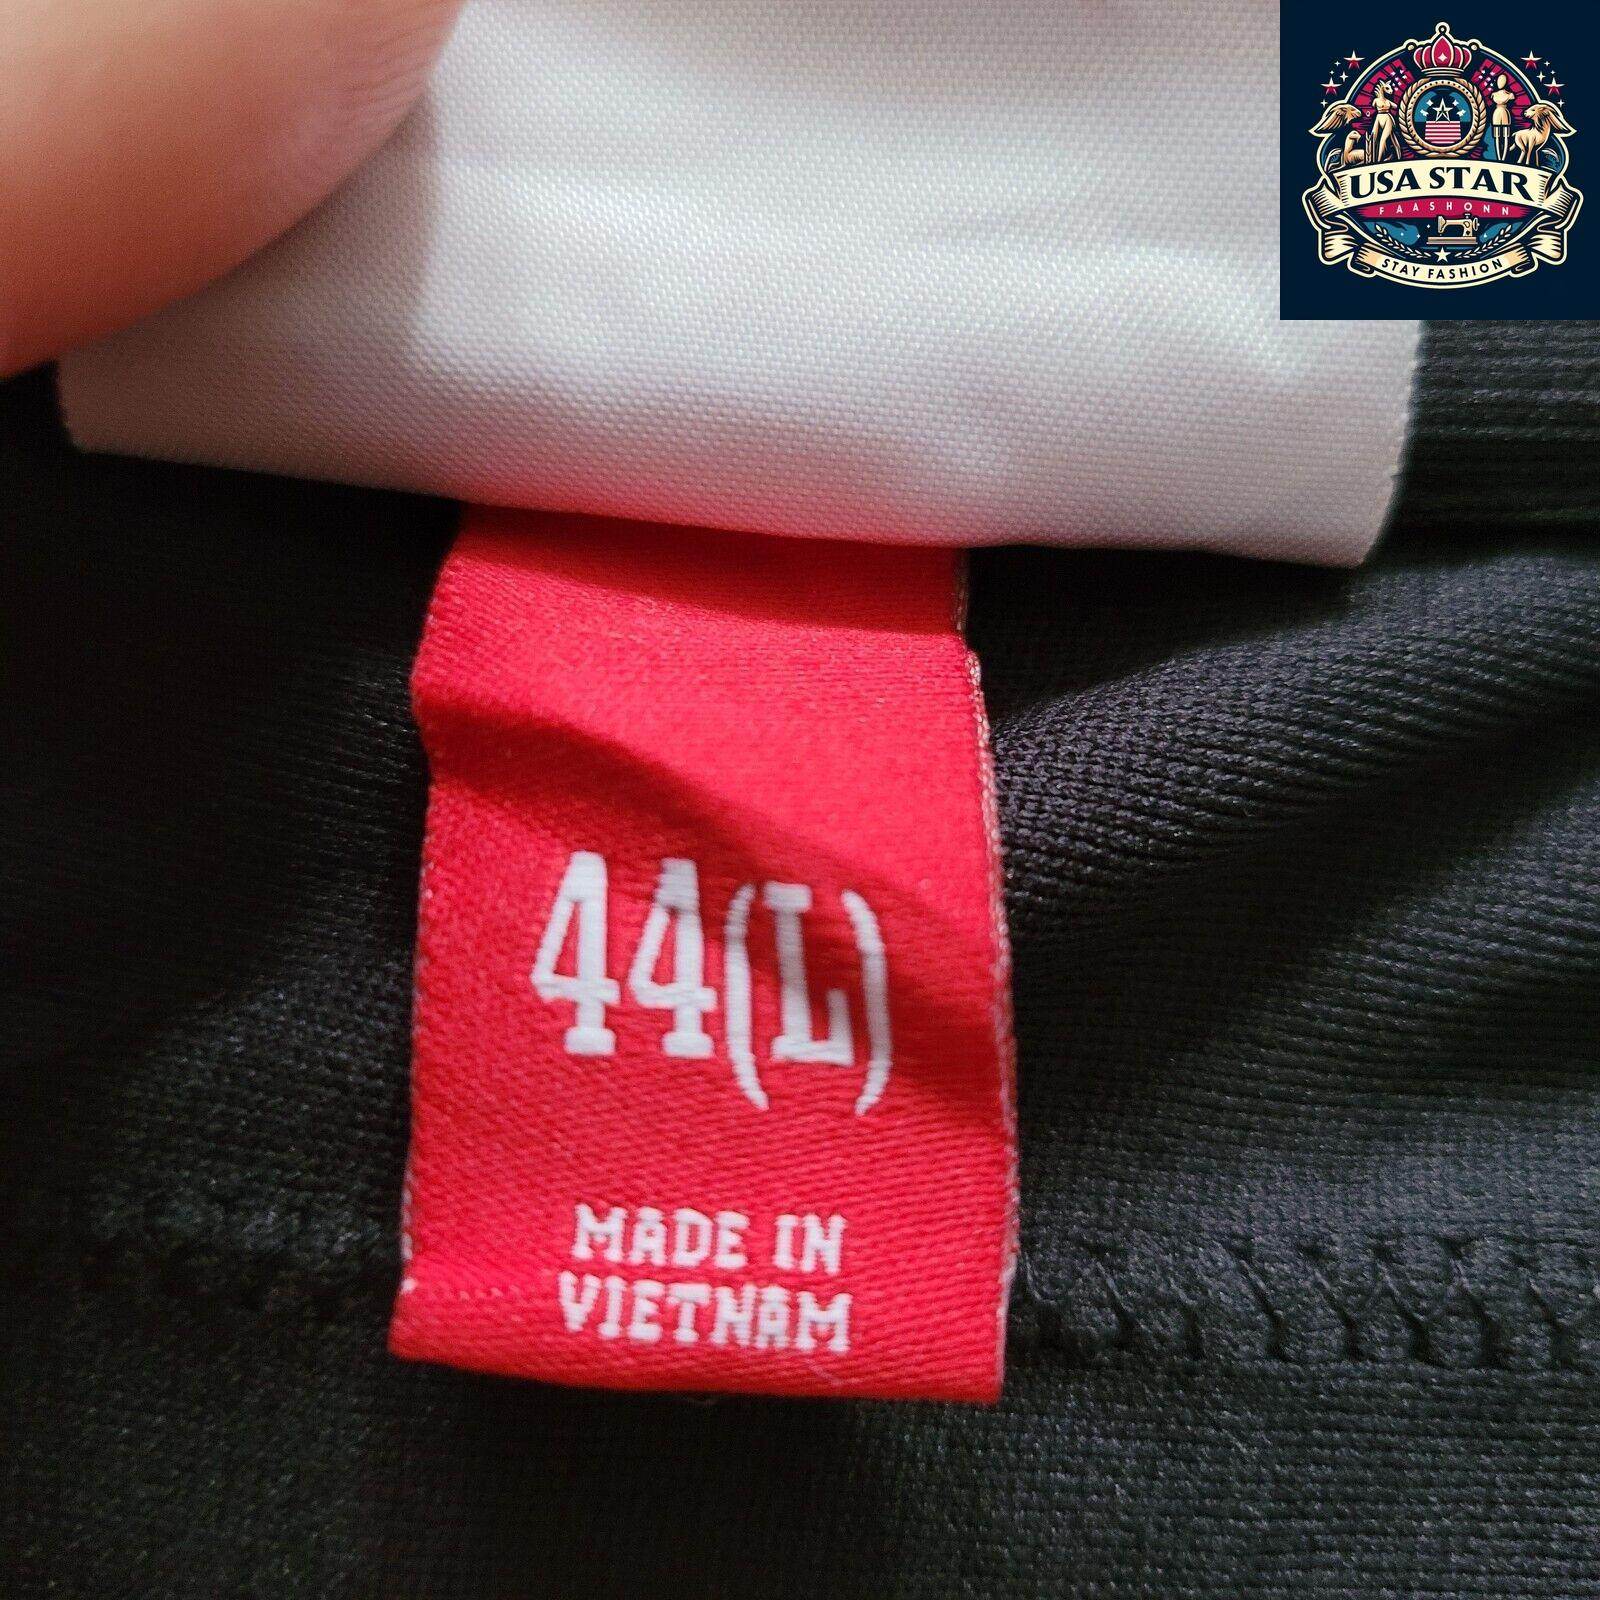 USA STAR
FAASHONN
STAY FASHION
44(L)
MADE IN
VIETNAM